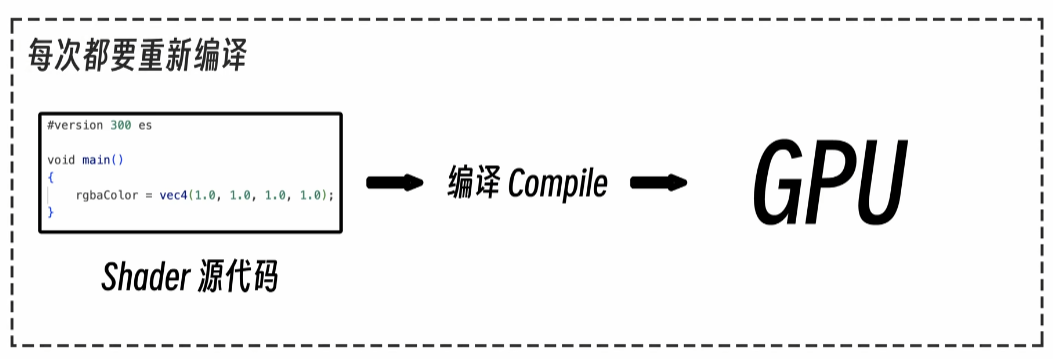 每次都要重新编译
#version 300 es
void main()
{
rgbaColor = vec4(1.0, 1.0, 1.0, 1.0);
}
编译 Compile
GPU
Shader 源代码